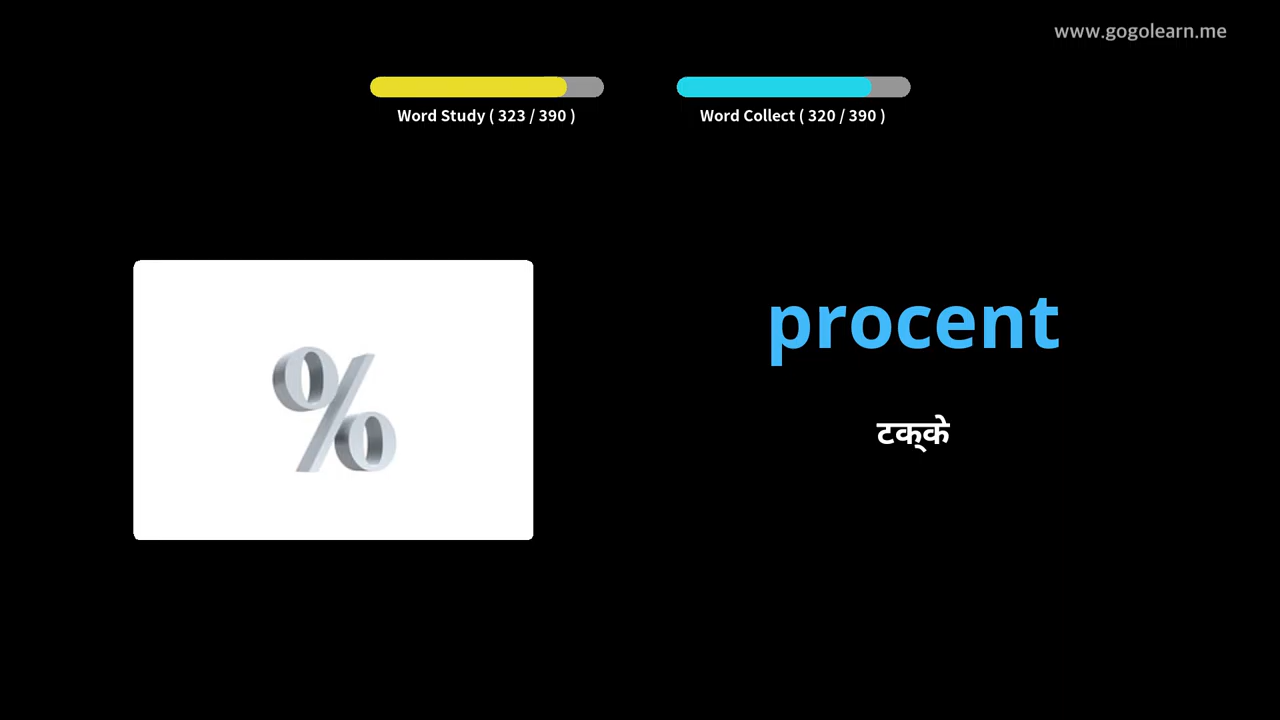 www.gogolearn.me
Word Study ( 323 / 390 )
Word Collect ( 320 / 390 )
%
procent
टक्के